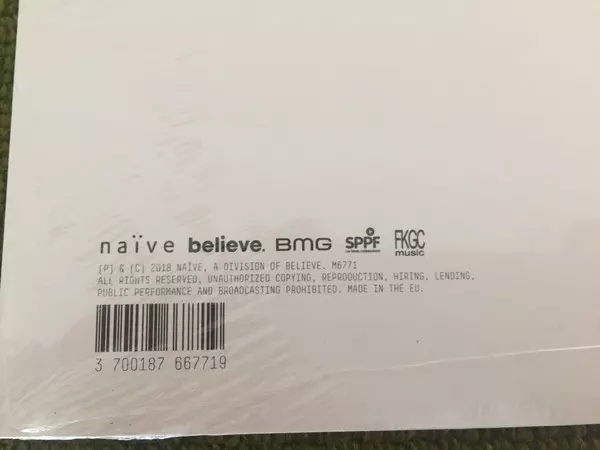 naïve believe. BMG SPPF FKGC music
(P) & (C) 2018 NAÏVE, A DIVISION OF BELIEVE. M6771
ALL RIGHTS RESERVED, UNAUTHORIZED COPYING, REPRODUCTION, HIRING, LENDING,
PUBLIC PERFORMANCE AND BROADCASTING PROHIBITED. MADE IN THE EU.
3 700187 667719